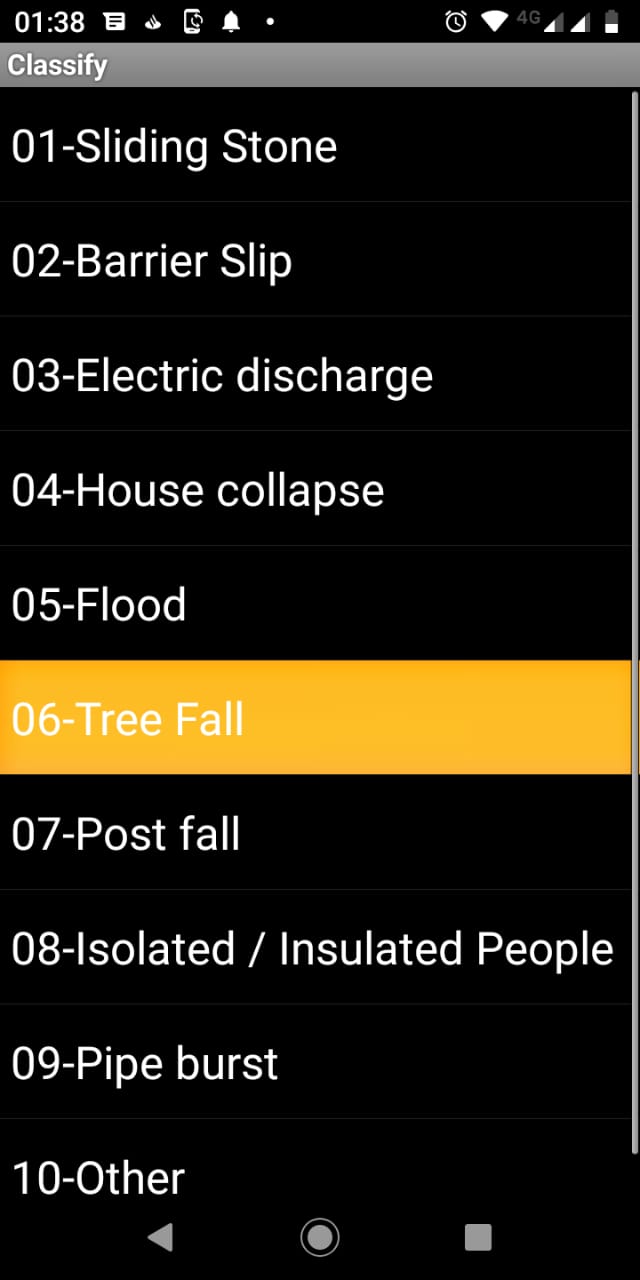 01:38 4G
Classify
01-Sliding Stone
02-Barrier Slip
03-Electric discharge
04-House collapse
05-Flood
06-Tree Fall
07-Post fall
08-Isolated / Insulated People
09-Pipe burst
10-Other